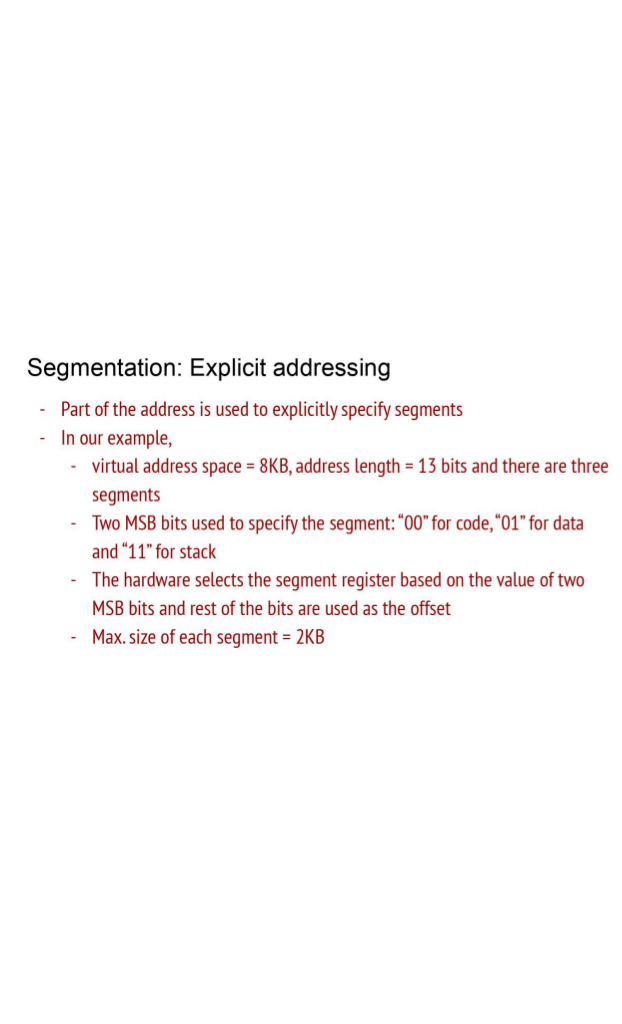 Segmentation: Explicit addressing
- Part of the address is used to explicitly specify segments
- In our example,
- virtual address space = 8KB, address length = 13 bits and there are three
segments
- Two MSB bits used to specify the segment: “00” for code, “01” for data
and “11” for stack
- The hardware selects the segment register based on the value of two
MSB bits and rest of the bits are used as the offset
- Max. size of each segment = 2KB